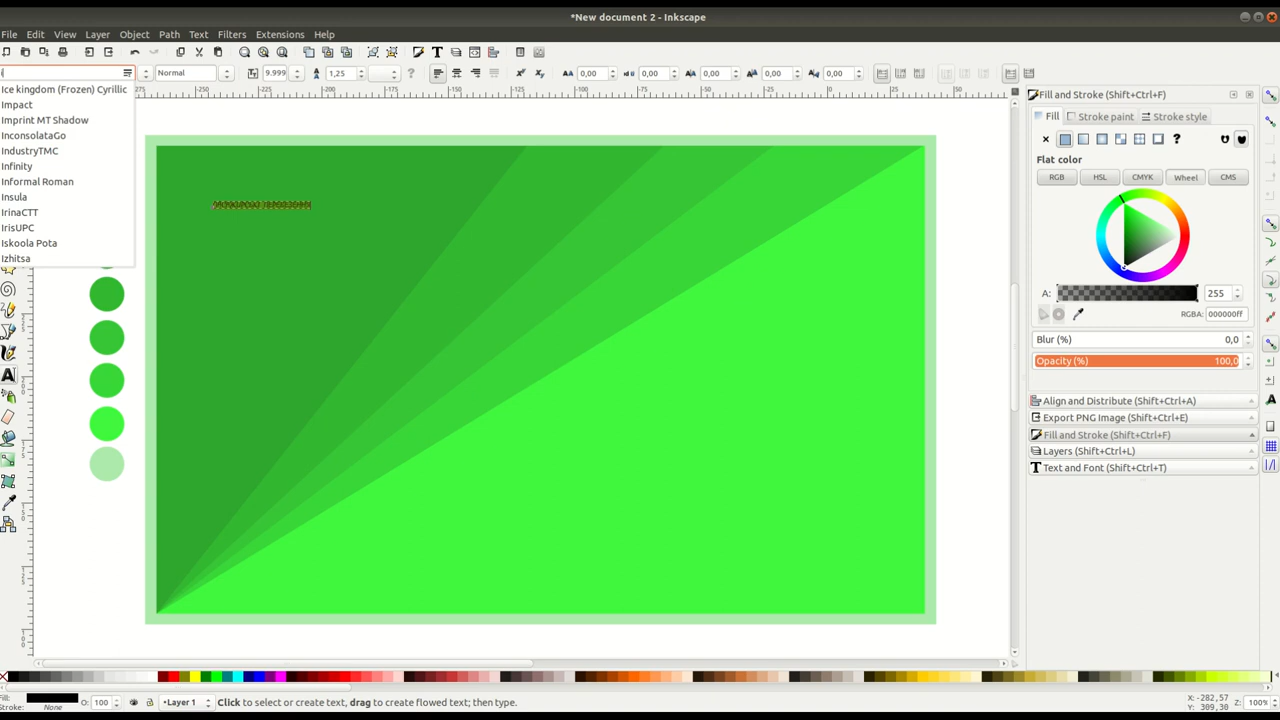 *New document 2 - Inkscape
File Edit View Layer Object Path Text Filters Extensions Help
i Normal 9.999 1,25 0,00 0,00 0,00 0,00 0,00
Ice kingdom (Frozen) Cyrillic
Impact
Imprint MT Shadow
InconsolataGo
IndustryTMC
Infinity
Informal Roman
Insula
IrinaCTT
IrisUPC
Iskoola Pota
Izhitsa
Fill and Stroke (Shift+Ctrl+F)
Fill Stroke paint Stroke style
Flat color
RGB HSL CMYK Wheel CMS
A: 255
RGBA: 000000ff
Blur (%) 0,0
Opacity (%) 100,0
Align and Distribute (Shift+Ctrl+A)
Export PNG Image (Shift+Ctrl+E)
Fill and Stroke (Shift+Ctrl+F)
Layers (Shift+Ctrl+L)
Text and Font (Shift+Ctrl+T)
Fill:
Stroke: None
O: 100
Layer 1
Click to select or create text, drag to create flowed text; then type.
X: -282,57
Y: 309,30
Z: 100%